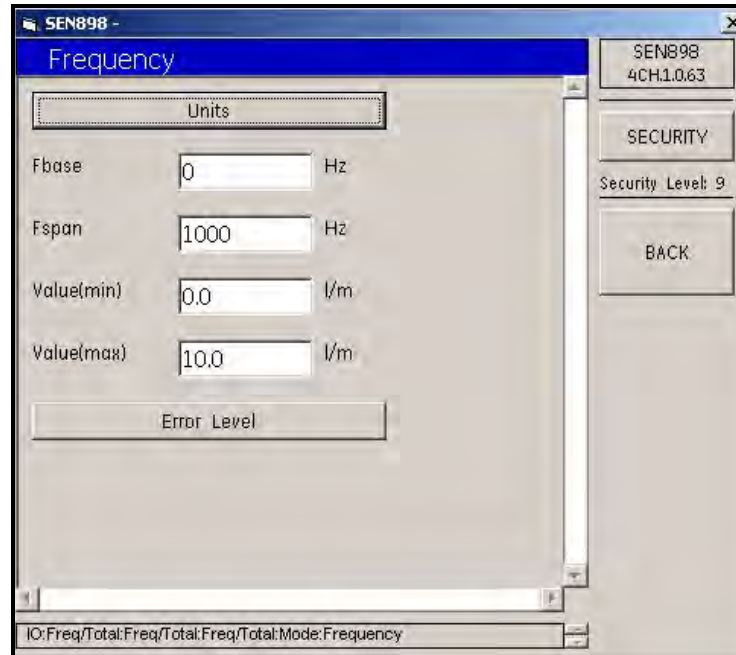 SEN898 -
Frequency
SEN898
4CH.1.0.63
Units
SECURITY
Security Level: 9
BACK
Fbase 0 Hz
Fspan 1000 Hz
Value(min) 0.0 l/m
Value(max) 10.0 l/m
Error Level
IO:Freq/Total:Freq/Total:Freq/Total:Mode:Frequency